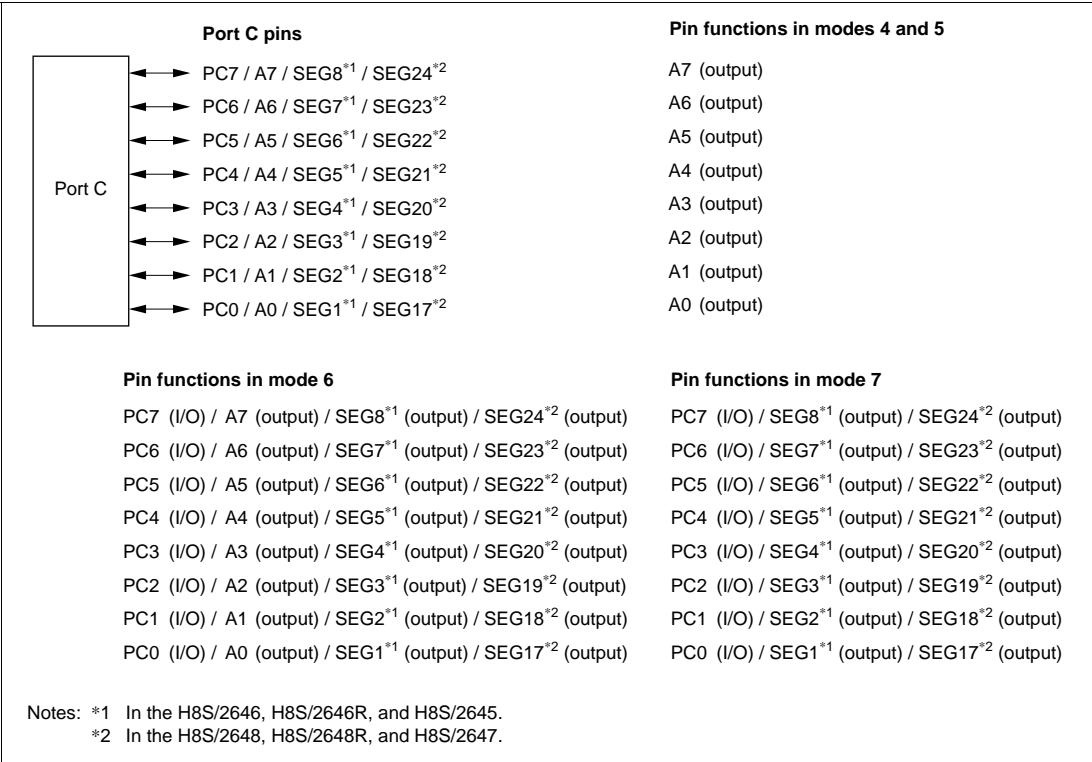 Port C pins
Pin functions in modes 4 and 5
Port C
PC7 / A7 / SEG8*1 / SEG24*2
A7 (output)
PC6 / A6 / SEG7*1 / SEG23*2
A6 (output)
PC5 / A5 / SEG6*1 / SEG22*2
A5 (output)
PC4 / A4 / SEG5*1 / SEG21*2
A4 (output)
PC3 / A3 / SEG4*1 / SEG20*2
A3 (output)
PC2 / A2 / SEG3*1 / SEG19*2
A2 (output)
PC1 / A1 / SEG2*1 / SEG18*2
A1 (output)
PC0 / A0 / SEG1*1 / SEG17*2
A0 (output)
Pin functions in mode 6
PC7 (I/O) / A7 (output) / SEG8*1 (output) / SEG24*2 (output)
PC6 (I/O) / A6 (output) / SEG7*1 (output) / SEG23*2 (output)
PC5 (I/O) / A5 (output) / SEG6*1 (output) / SEG22*2 (output)
PC4 (I/O) / A4 (output) / SEG5*1 (output) / SEG21*2 (output)
PC3 (I/O) / A3 (output) / SEG4*1 (output) / SEG20*2 (output)
PC2 (I/O) / A2 (output) / SEG3*1 (output) / SEG19*2 (output)
PC1 (I/O) / A1 (output) / SEG2*1 (output) / SEG18*2 (output)
PC0 (I/O) / A0 (output) / SEG1*1 (output) / SEG17*2 (output)
Pin functions in mode 7
PC7 (I/O) / SEG8*1 (output) / SEG24*2 (output)
PC6 (I/O) / SEG7*1 (output) / SEG23*2 (output)
PC5 (I/O) / SEG6*1 (output) / SEG22*2 (output)
PC4 (I/O) / SEG5*1 (output) / SEG21*2 (output)
PC3 (I/O) / SEG4*1 (output) / SEG20*2 (output)
PC2 (I/O) / SEG3*1 (output) / SEG19*2 (output)
PC1 (I/O) / SEG2*1 (output) / SEG18*2 (output)
PC0 (I/O) / SEG1*1 (output) / SEG17*2 (output)
Notes: *1 In the H8S/2646, H8S/2646R, and H8S/2645.
*2 In the H8S/2648, H8S/2648R, and H8S/2647.